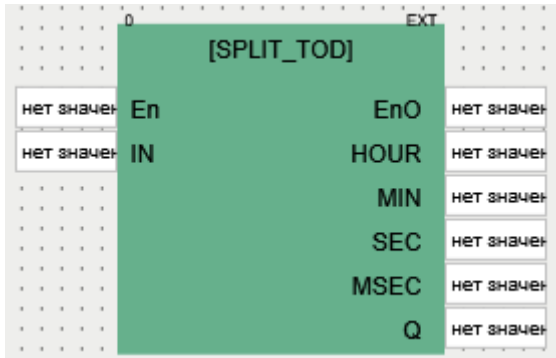 0 EXT
[SPLIT_TOD]
нет значен En EnO нет значен
нет значен IN HOUR нет значен
MIN нет значен
SEC нет значен
MSEC нет значен
Q нет значен